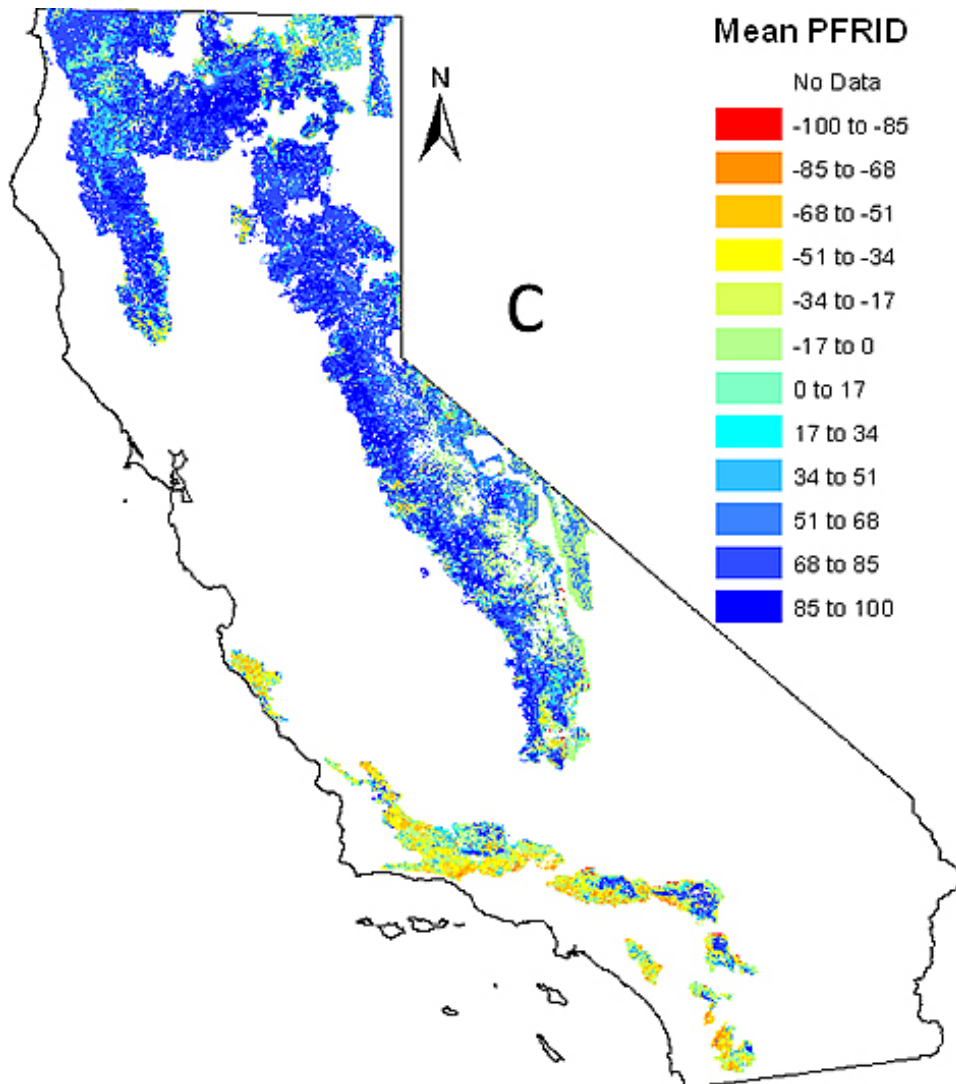 Mean PFRID
No Data
N
-100 to -85
-85 to -68
-68 to -51
-51 to -34
C
-34 to -17
-17 to 0
0 to 17
17 to 34
34 to 51
51 to 68
68 to 85
85 to 100